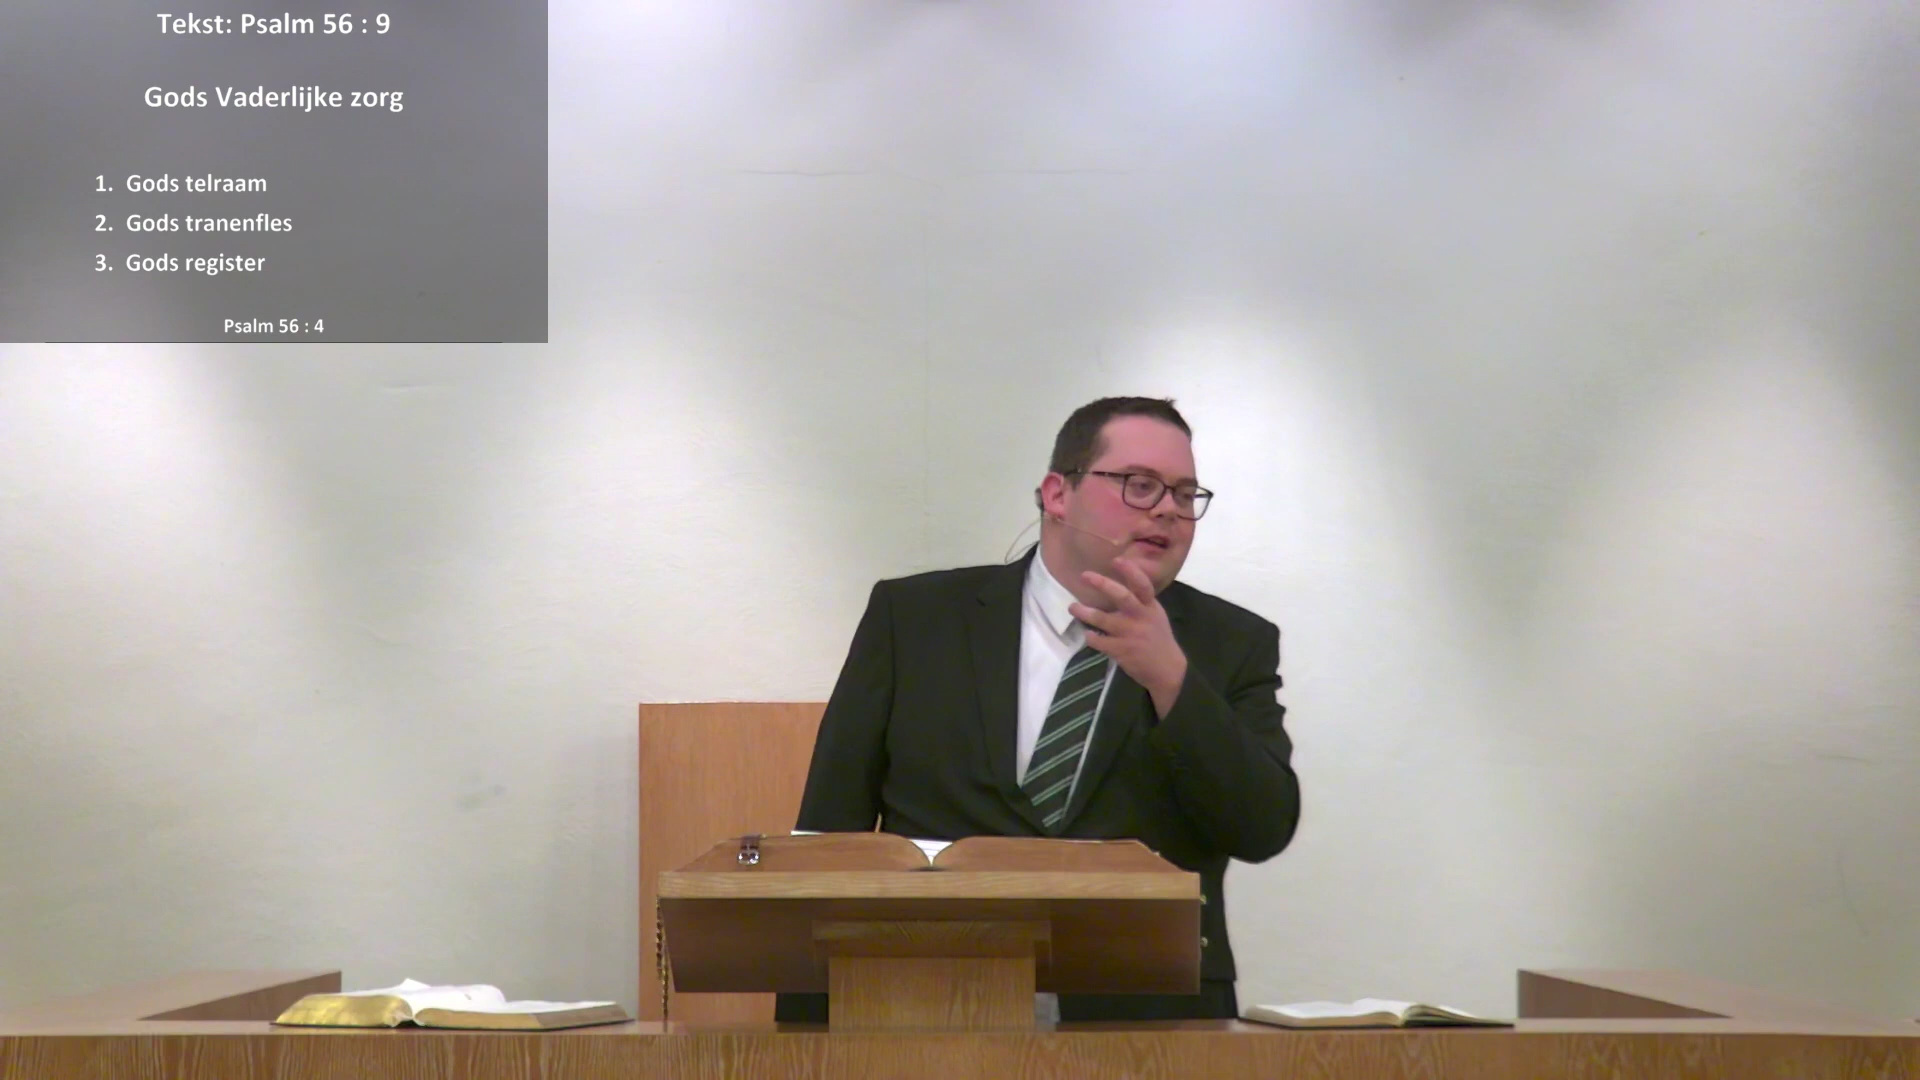 Tekst: Psalm 56 : 9
Gods Vaderlijke zorg
1. Gods telraam
2. Gods tranenfles
3. Gods register
Psalm 56 : 4